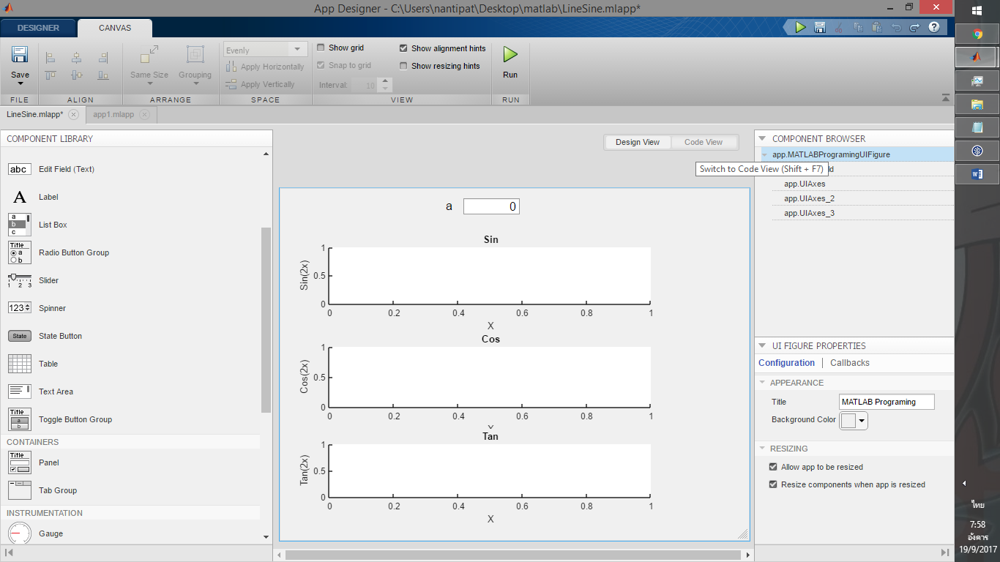 App Designer - C:\Users\nantipat\Desktop\matlab\LineSine.mlapp*
DESIGNER
CANVAS
Save
FILE
ALIGN
Same Size
Grouping
ARRANGE
Evenly
Apply Horizontally
Apply Vertically
SPACE
Show grid
Snap to grid
Interval:
10
Show alignment hints
Show resizing hints
VIEW
Run
RUN
LineSine.mlapp*
app1.mlapp
COMPONENT LIBRARY
abc
Edit Field (Text)
A
Label
a
b
c
List Box
Title
a
b
Radio Button Group
1 2 3
Slider
123
Spinner
State
State Button
Table
Text Area
Title
a
b
Toggle Button Group
CONTAINERS
Title
Panel
Tab Group
INSTRUMENTATION
Gauge
Design View
Code View
Switch to Code View (Shift + F7)
a
0
Sin
Sin(2x)
1
0.5
0
0 0.2 0.4 0.6 0.8 1
X
Cos
Cos(2x)
1
0.5
0
0 0.2 0.4 0.6 0.8 1
Tan
Tan(2x)
1
0.5
0
0 0.2 0.4 0.6 0.8 1
X
COMPONENT BROWSER
app.MATLABProgramingUIFigure
app.UIAxes
app.UIAxes_2
app.UIAxes_3
UI FIGURE PROPERTIES
Configuration | Callbacks
APPEARANCE
Title
MATLAB Programing
Background Color
RESIZING
Allow app to be resized
Resize components when app is resized
ไทย
7:58
อังคาร
19/9/2017